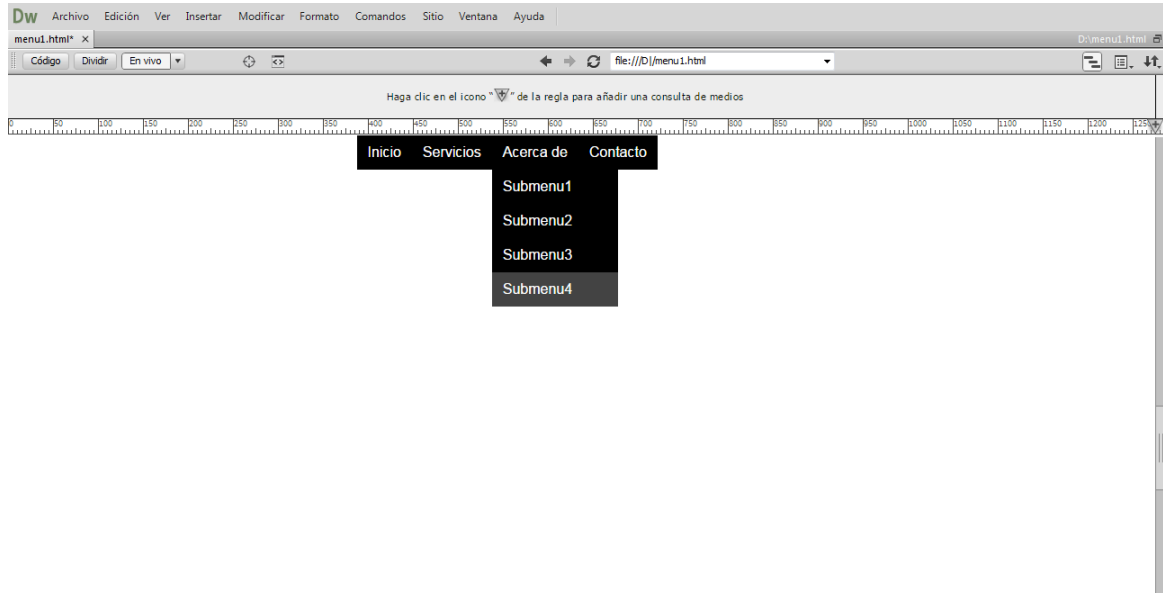 Dw Archivo Edición Ver Insertar Modificar Formato Comandos Sitio Ventana Ayuda
menu1.html* × D:\menu1.html
Código Dividir En vivo file:///D|/menu1.html
Haga clic en el icono " " de la regla para añadir una consulta de medios
0 50 100 150 200 250 300 350 400 450 500 550 600 650 700 750 800 850 900 950 1000 1050 1100 1150 1200 125
Inicio Servicios Acerca de Contacto
Submenu1
Submenu2
Submenu3
Submenu4